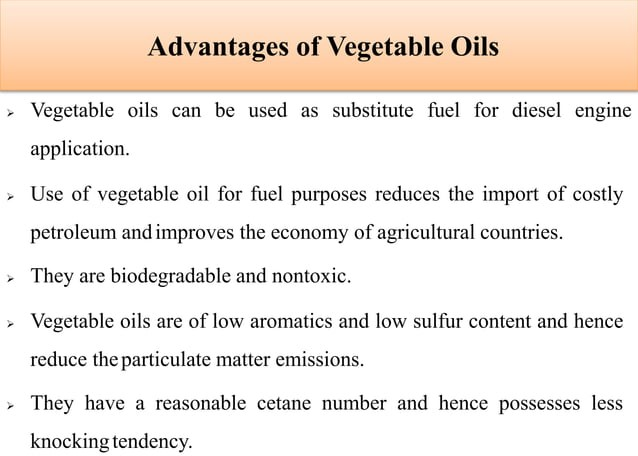 Advantages of Vegetable Oils
➢ Vegetable oils can be used as substitute fuel for diesel engine
application.
➢ Use of vegetable oil for fuel purposes reduces the import of costly
petroleum and improves the economy of agricultural countries.
➢ They are biodegradable and nontoxic.
➢ Vegetable oils are of low aromatics and low sulfur content and hence
reduce the particulate matter emissions.
➢ They have a reasonable cetane number and hence possesses less
knocking tendency.